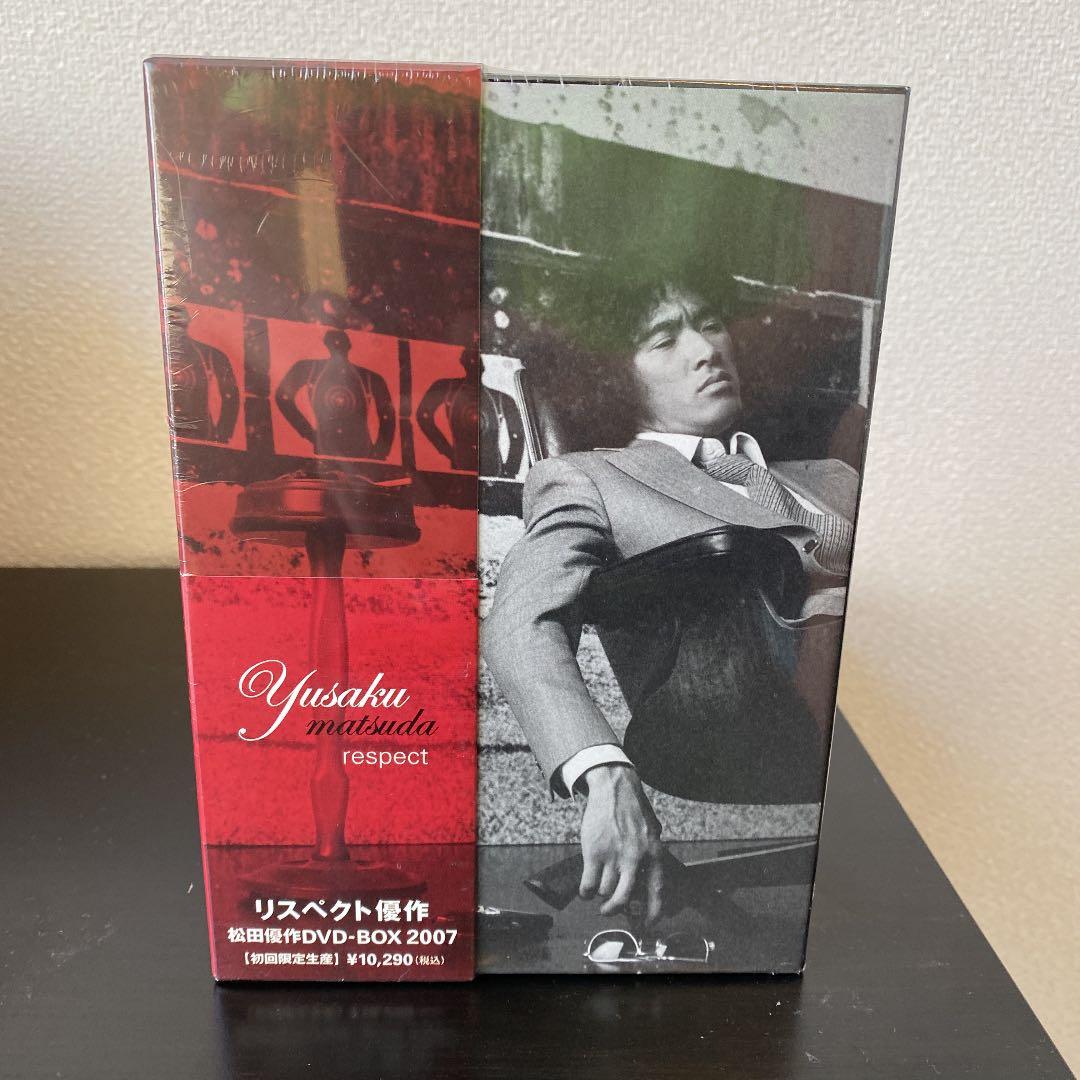 Yusaku
matsuda
respect
リスペクト優作
松田優作DVD-BOX 2007
【初回限定生産】¥10,290(税込)